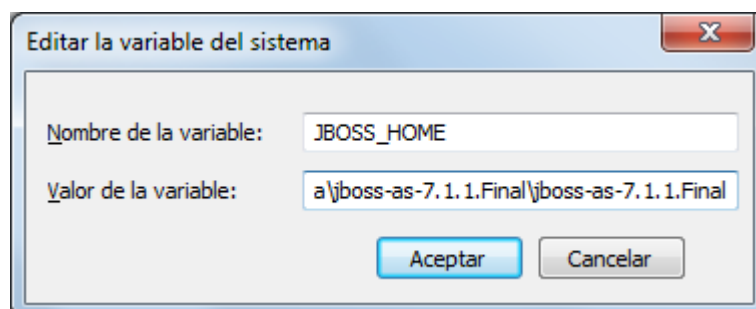 Editar la variable del sistema
Nombre de la variable: JBOSS_HOME
Valor de la variable: a\jboss-as-7.1.1.Final\jboss-as-7.1.1.Final
Aceptar Cancelar